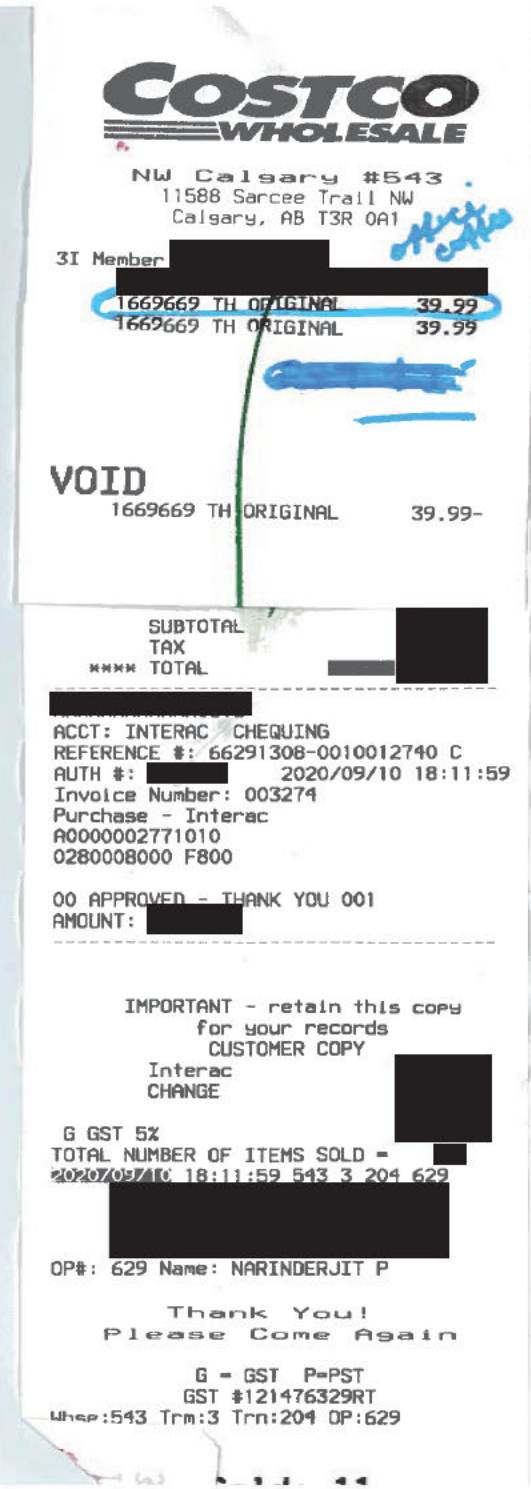 COSTCO
WHOLESALE
NW Calgary #543
11588 Sarcee Trail NW
Calgary, AB T3R 0A1
office
coffee
3I Member
1669669 TH ORIGINAL 39.99
1669669 TH ORIGINAL 39.99
VOID
1669669 TH ORIGINAL 39.99-
SUBTOTAL
TAX
**** TOTAL
ACCT: INTERAC CHEQUING
REFERENCE #: 66291308-0010012740 C
AUTH #: 2020/09/10 18:11:59
Invoice Number: 003274
Purchase - Interac
A0000002771010
0280008000 F800
00 APPROVED - THANK YOU 001
AMOUNT:
IMPORTANT - retain this copy
for your records
CUSTOMER COPY
Interac
CHANGE
G GST 5%
TOTAL NUMBER OF ITEMS SOLD =
2020/09/10 18:11:59 543 3 204 629
OP#: 629 Name: NARINDERJIT P
Thank You!
Please Come Again
G = GST P=PST
GST #121476329RT
Whse:543 Trm:3 Trn:204 OP:629